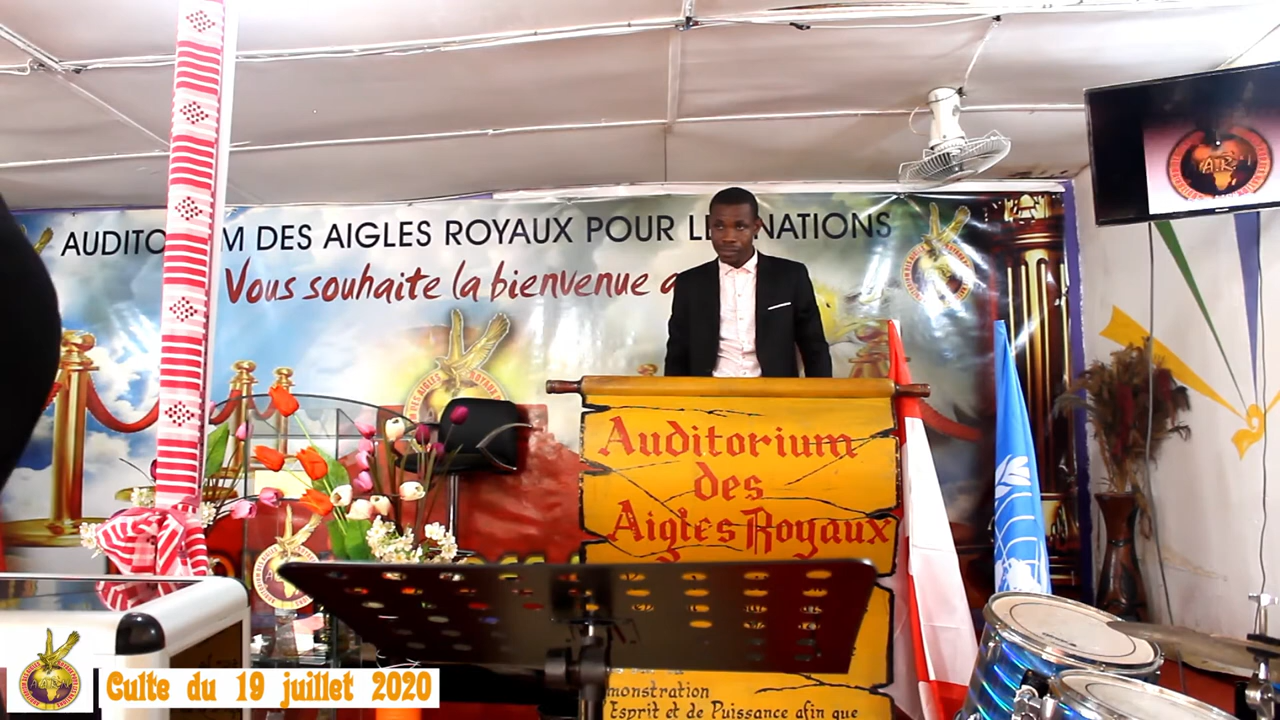 AUDITO M DES AIGLES ROYAUX POUR LE NATIONS
Vous souhaite la bienvenue a
Auditorium
des
Aigles Royaux
monstration
Esprit et de Puissance afin que
Culte du 19 juillet 2020